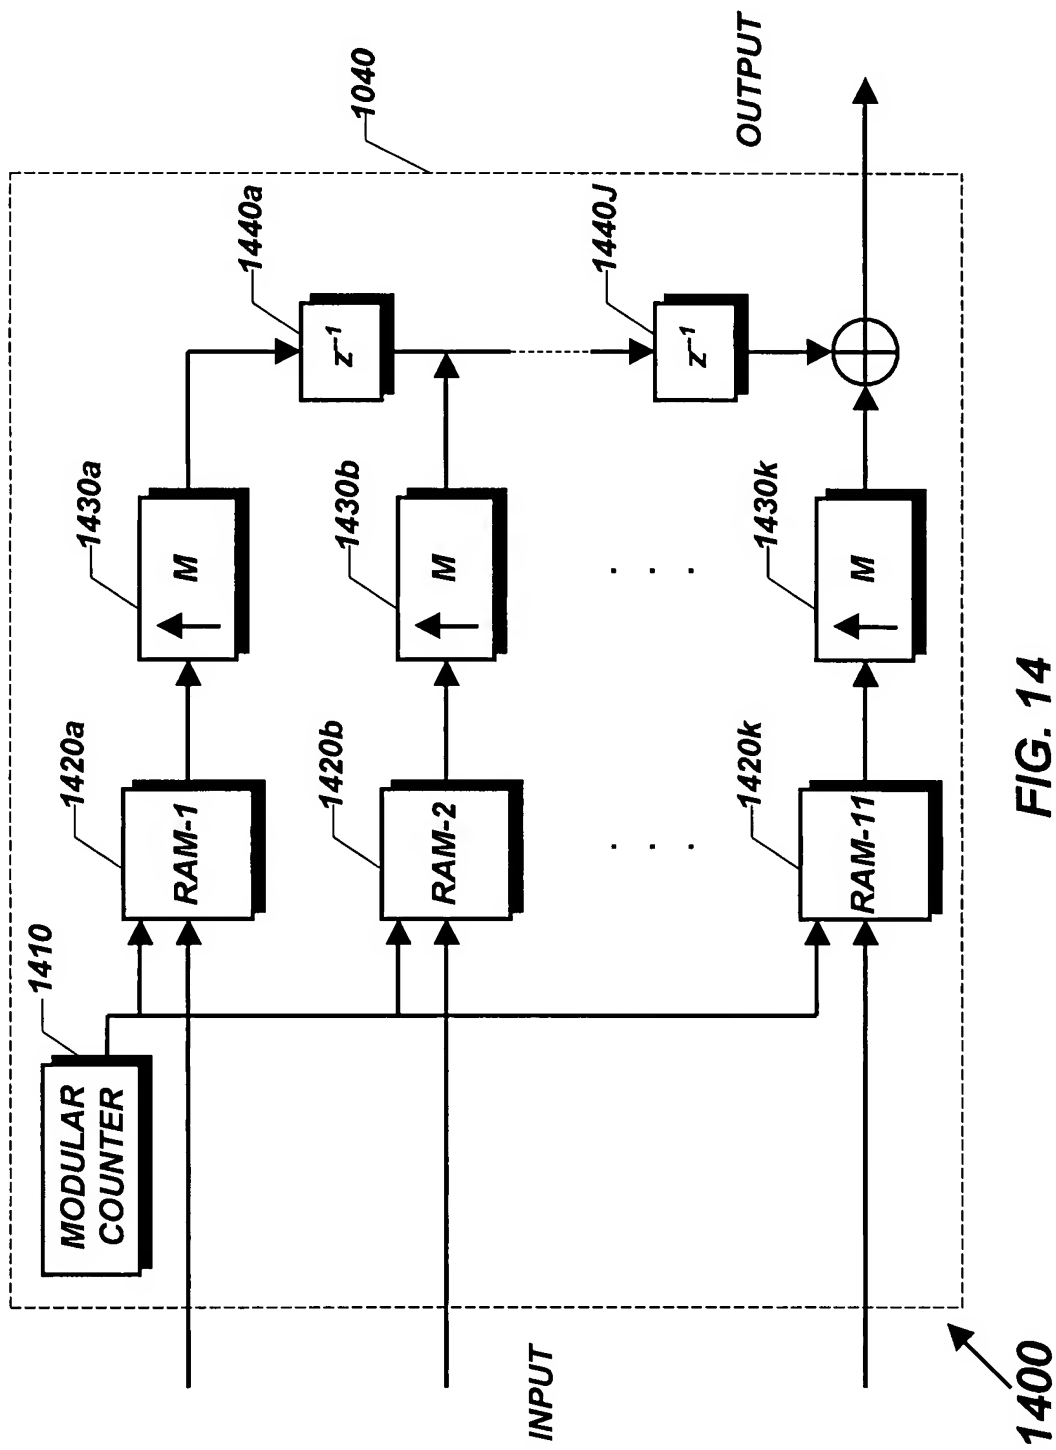 1040
MODULAR
COUNTER
1410
1420a
RAM-1
1430a
M
1440a
z⁻¹
INPUT
1420b
RAM-2
1430b
M
. . .
. . .
1440J
z⁻¹
1420k
RAM-11
1430k
M
OUTPUT
1400
FIG. 14